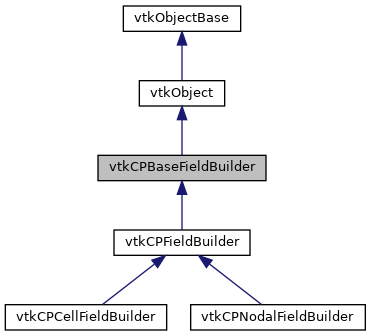 vtkObjectBase
vtkObject
vtkCPBaseFieldBuilder
vtkCPFieldBuilder
vtkCPCellFieldBuilder
vtkCPNodalFieldBuilder